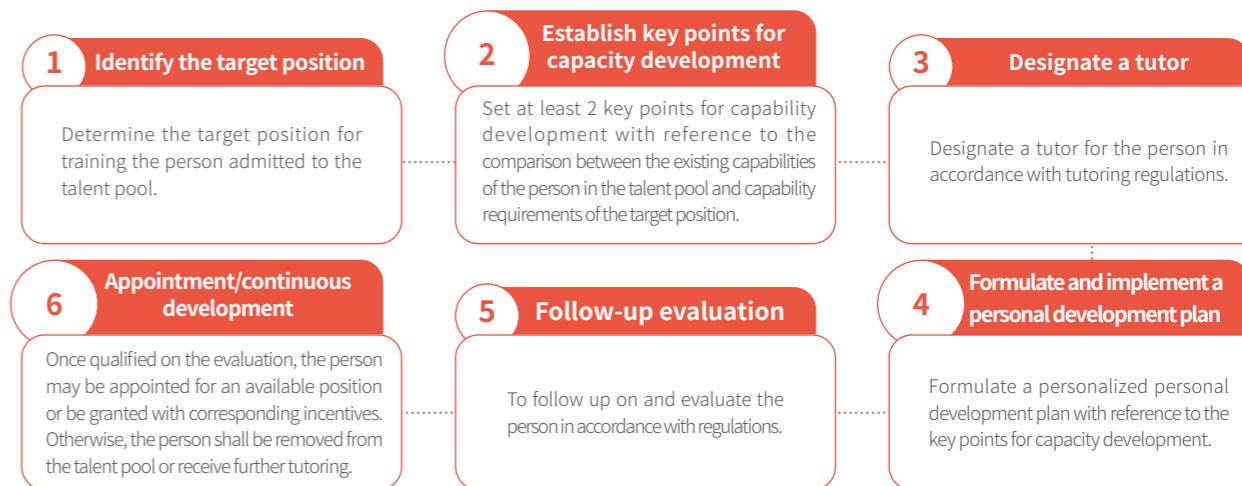 1
Identify the target position
Determine the target position for
training the person admitted to the
talent pool.
2
Establish key points for
capacity development
Set at least 2 key points for capability
development with reference to the
comparison between the existing capabilities
of the person in the talent pool and capability
requirements of the target position.
3
Designate a tutor
Designate a tutor for the person in
accordance with tutoring regulations.
4
Formulate and implement a
personal development plan
Formulate a personalized personal
development plan with reference to the
key points for capacity development.
5
Follow-up evaluation
To follow up on and evaluate the
person in accordance with regulations.
6
Appointment/continuous
development
Once qualified on the evaluation, the person
may be appointed for an available position
or be granted with corresponding incentives.
Otherwise, the person shall be removed from
the talent pool or receive further tutoring.